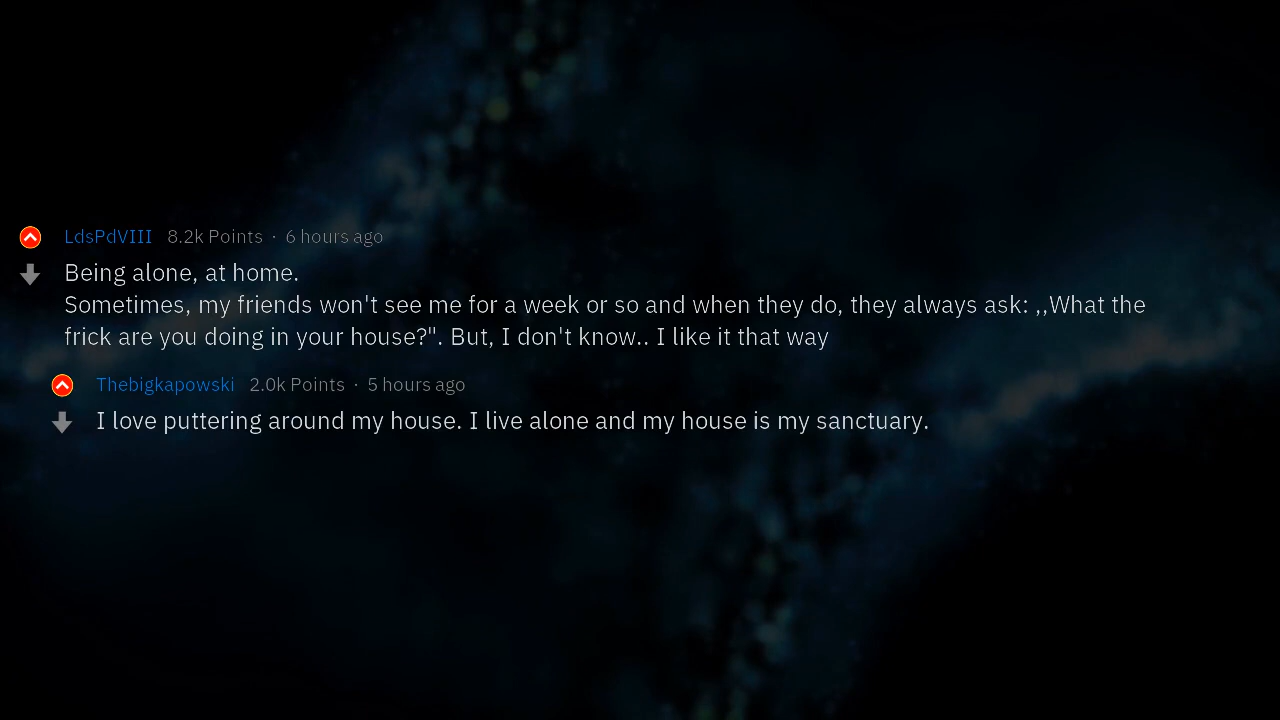 LdsPdVIII 8.2k Points · 6 hours ago
Being alone, at home.
Sometimes, my friends won't see me for a week or so and when they do, they always ask: ,,What the
frick are you doing in your house?". But, I don't know.. I like it that way
Thebigkapowski 2.0k Points · 5 hours ago
I love puttering around my house. I live alone and my house is my sanctuary.